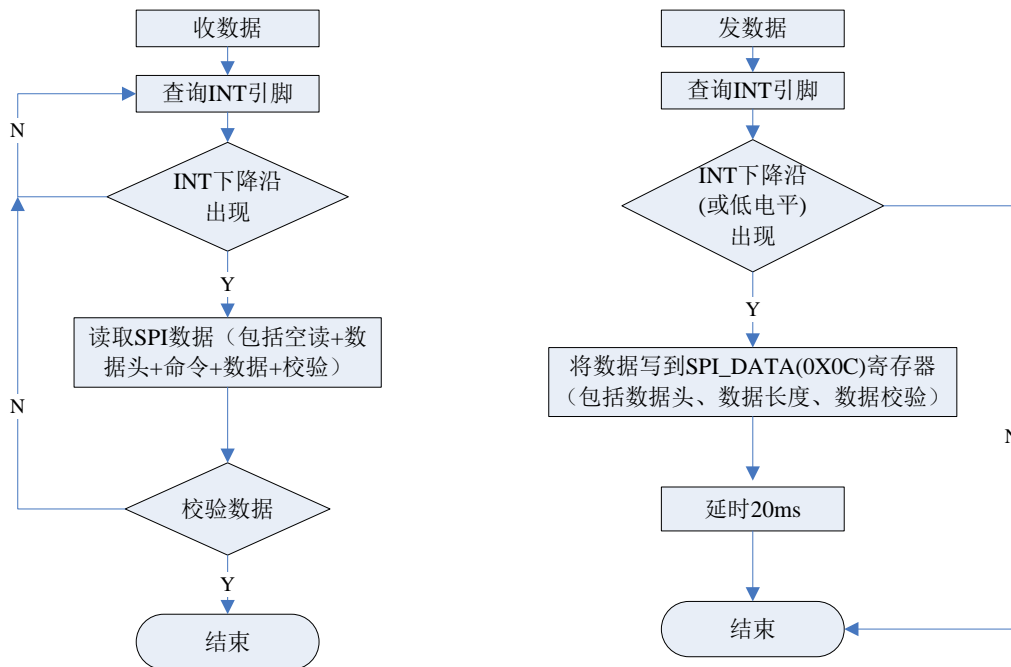 收数据
查询INT引脚
N
INT下降沿
出现
Y
读取SPI数据（包括空读+数
据头+命令+数据+校验）
N
校验数据
Y
结束
发数据
查询INT引脚
INT下降沿
(或低电平)
出现
Y
将数据写到SPI_DATA(0X0C)寄存器
（包括数据头、数据长度、数据校验）
N
延时20ms
结束